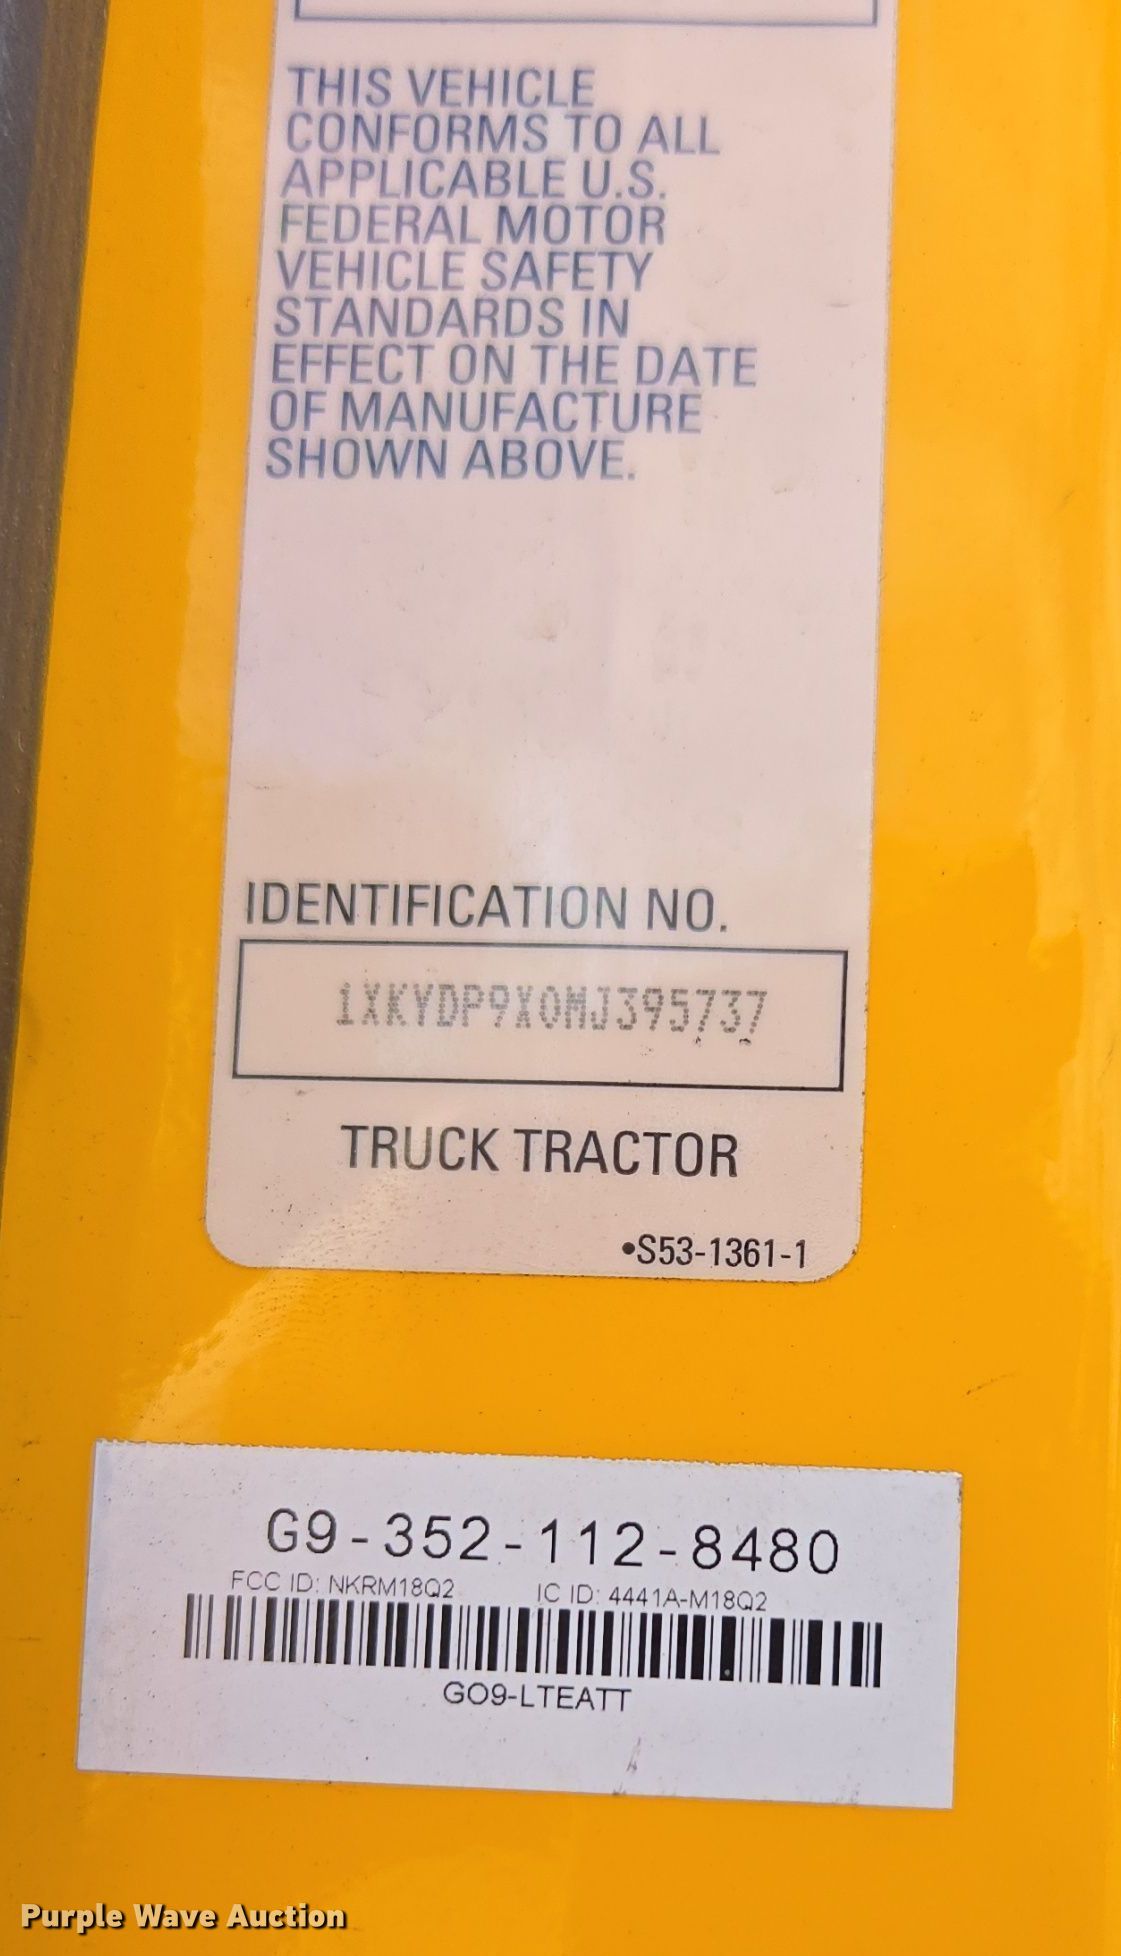 THIS VEHICLE
CONFORMS TO ALL
APPLICABLE U.S.
FEDERAL MOTOR
VEHICLE SAFETY
STANDARDS IN
EFFECT ON THE DATE
OF MANUFACTURE
SHOWN ABOVE.
IDENTIFICATION NO.
1XKYDP9X0MJ395737
TRUCK TRACTOR
•S53-1361-1
G9-352-112-8480
FCC ID: NKRM18Q2 IC ID: 4441A-M18Q2
GO9-LTEATT
Purple Wave Auction